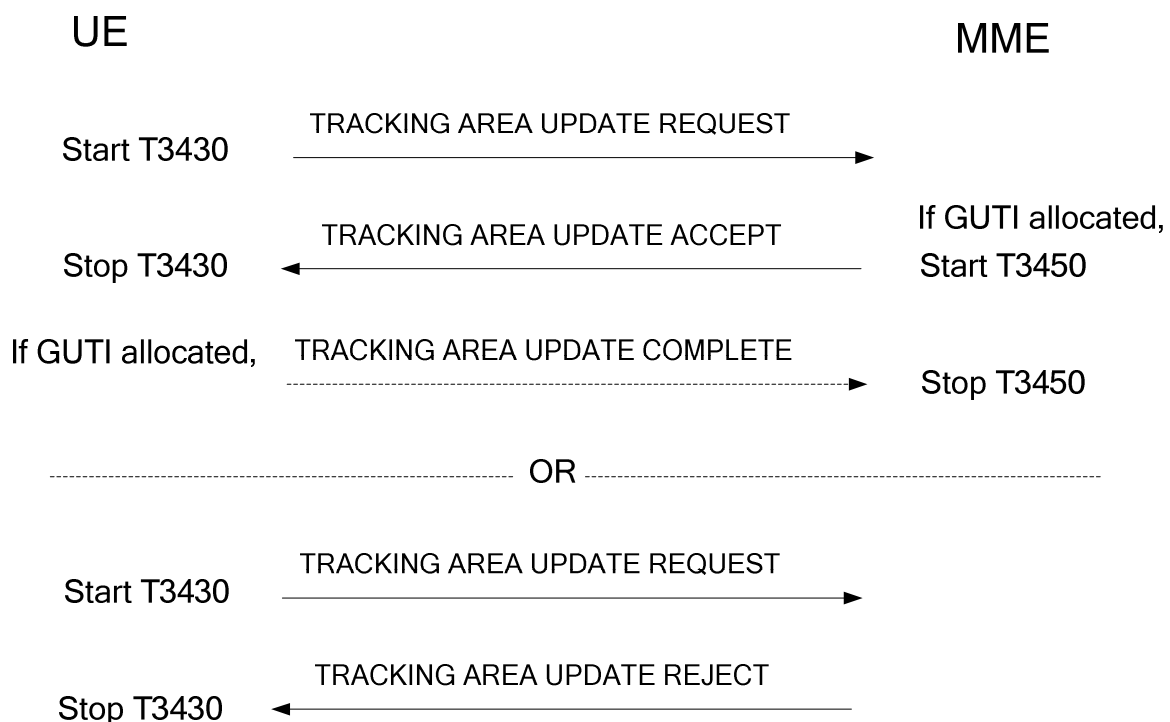 UE
MME
TRACKING AREA UPDATE REQUEST
Start T3430
If GUTI allocated,
TRACKING AREA UPDATE ACCEPT
Stop T3430
Start T3450
If GUTI allocated,
TRACKING AREA UPDATE COMPLETE
Stop T3450
OR
TRACKING AREA UPDATE REQUEST
Start T3430
TRACKING AREA UPDATE REJECT
Stop T3430